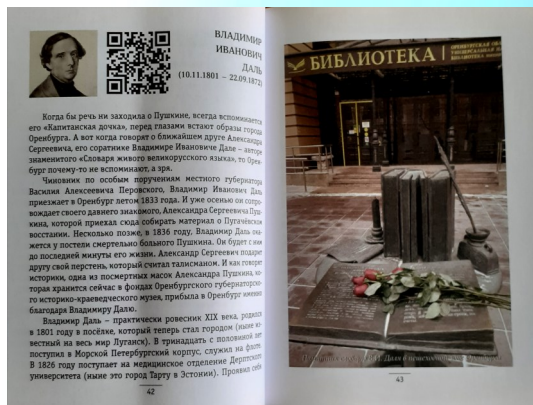 ВЛАДИМИР
ИВАНОВИЧ
ДАЛЬ
(10.11.1801 – 22.09.1872)
Когда бы речь ни заходила о Пушкине, всегда вспоминается
его «Капитанская дочка», перед глазами встают образы города
Оренбурга. А вот когда говорят о ближайшем друге Александра
Сергеевича, его соратнике Владимире Ивановиче Дале – авторе
знаменитого «Словаря живого великорусского языка», то Орен-
бург почему-то не вспоминают, а зря.
Чиновник по особым поручениям местного губернатора
Василия Алексеевича Перовского, Владимир Иванович Даль
приезжает в Оренбург летом 1833 года. И уже осенью он сопро-
вождает своего давнего знакомого, Александра Сергеевича Пуш-
кина, который приехал сюда собирать материал о Пугачёвском
восстании. Несколько позже, в 1836 году, Владимир Даль ока-
жется у постели смертельно больного Пушкина. Он будет с ним
до последней минуты его жизни. Александр Сергеевич подарит
другу свой перстень, который считал талисманом. И как говорят
историки, одна из посмертных масок Александра Пушкина, ко-
торая хранится сейчас в фондах Оренбургского губернаторско-
го историко-краеведческого музея, прибыла в Оренбург именно
благодаря Владимиру Далю.
Владимир Даль – практически ровесник XIX века, родился
в 1801 году в посёлке, который теперь стал городом (ныне из-
вестный на весь мир Луганск). В тринадцать с половиной лет
поступил в Морской Петербургский корпус, служил на флоте.
В 1826 году поступает на медицинское отделение Дерптского
университета (ныне это город Тарту в Эстонии). Проявил себя
42
БИБЛИОТЕКА
ОРЕНБУРГСКАЯ
УНИВЕРСАЛЬНАЯ
БИБЛИОТЕКА
43